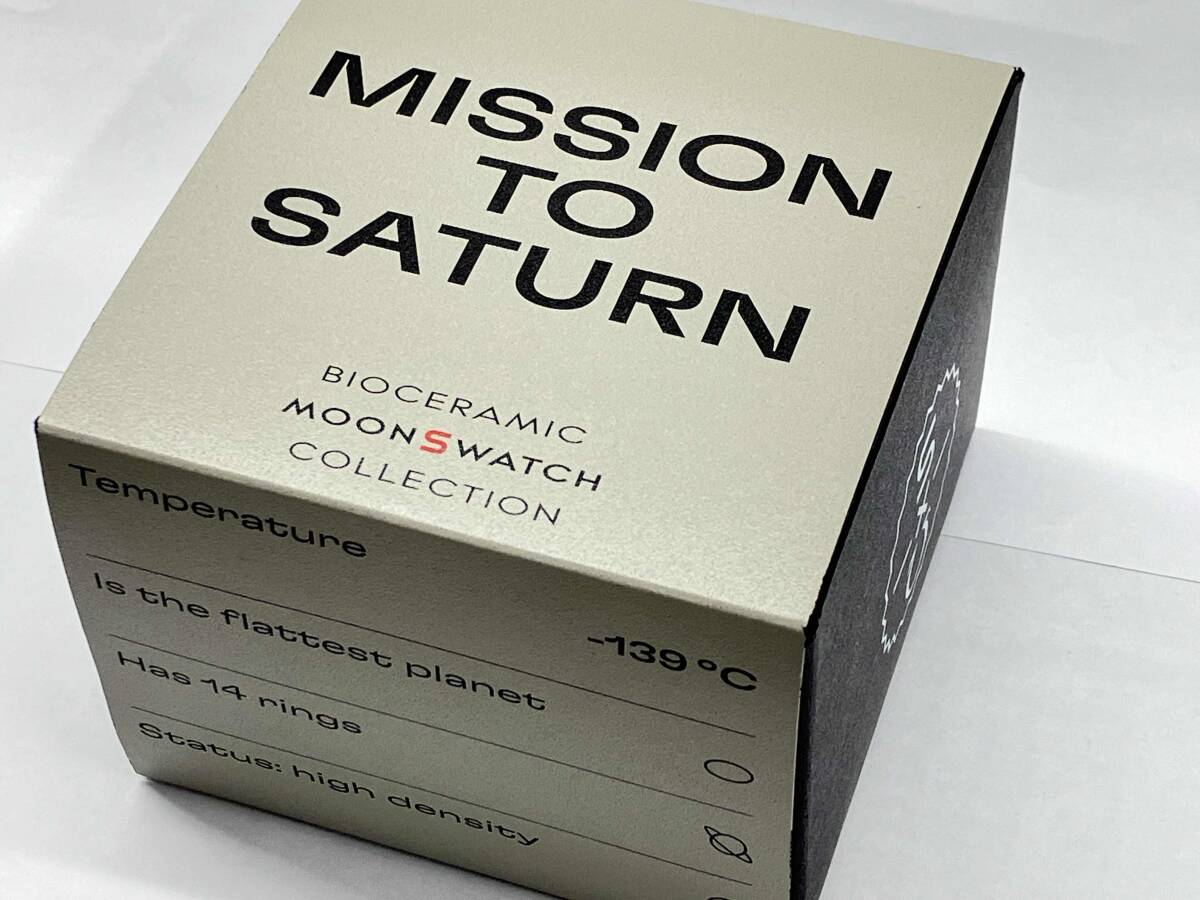 MISSION
TO
SATURN
BIOCERAMIC
MOONSWATCH
COLLECTION
Temperature
-139 °C
Is the flattest planet
Has 14 rings
Status: high density